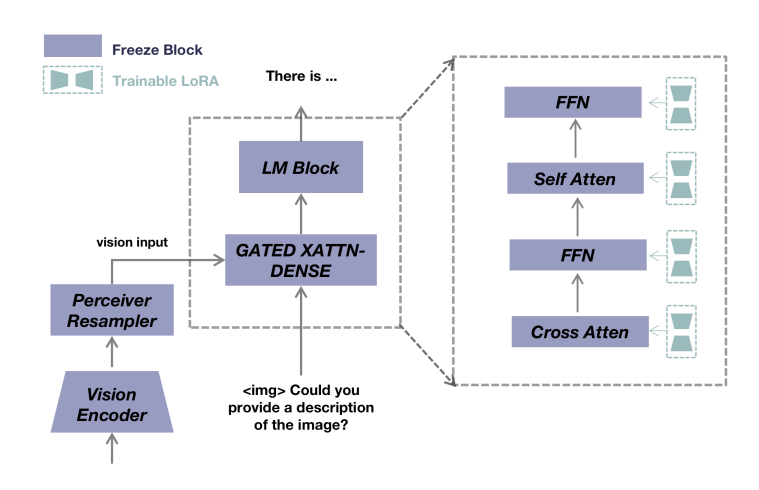 Freeze Block
Trainable LoRA
There is ...
LM Block
vision input
GATED XATTN-
DENSE
Perceiver
Resampler
Vision
Encoder
<img> Could you
provide a description
of the image?
FFN
Self Atten
FFN
Cross Atten